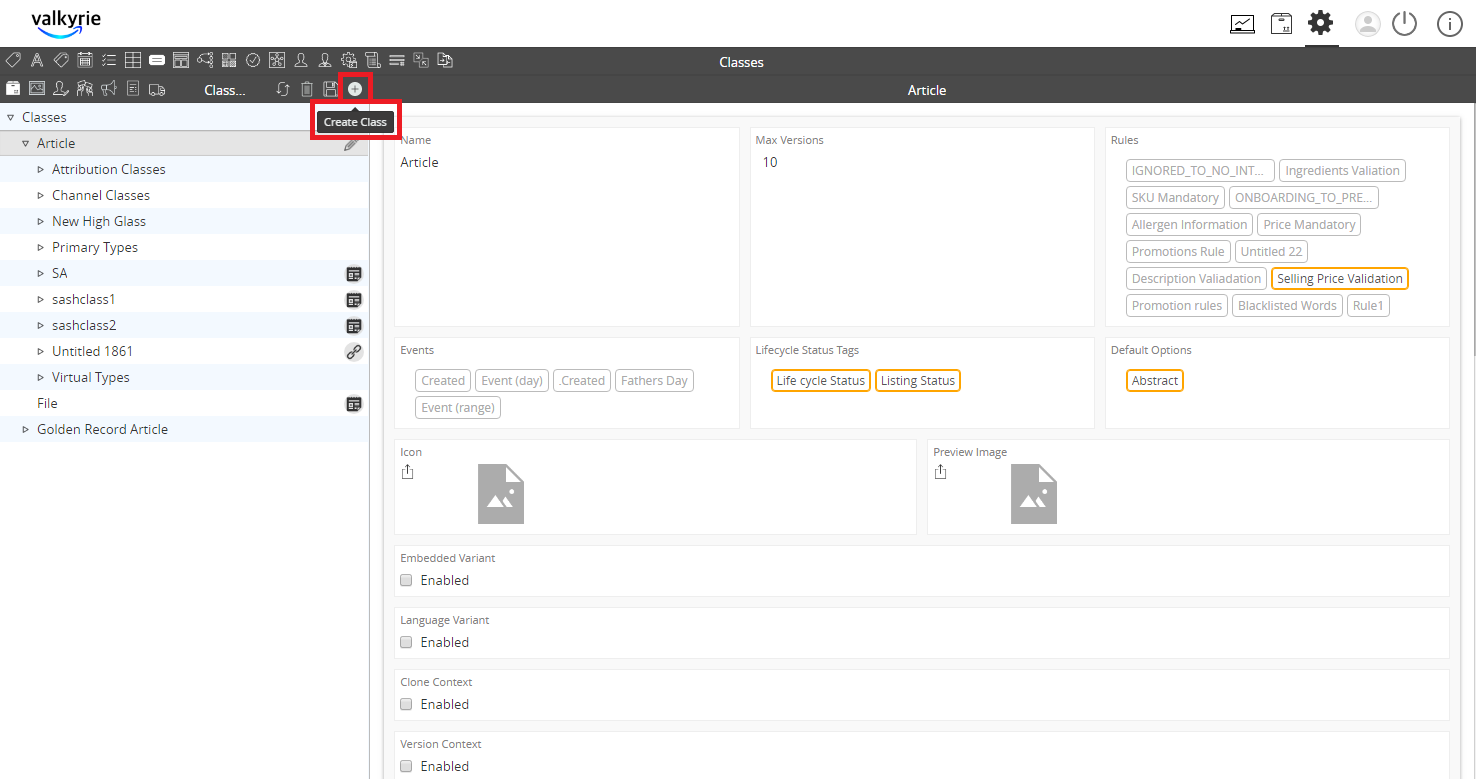 valkyrie
Classes
Class...
Article
Create Class
Classes
Article
Attribution Classes
Channel Classes
New High Glass
Primary Types
SA
sashclass1
sashclass2
Untitled 1861
Virtual Types
File
Golden Record Article
Name
Article
Max Versions
10
Rules
IGNORED_TO_NO_INT... Ingredients Valiation
SKU Mandatory ONBOARDING_TO_PRE...
Allergen Information Price Mandatory
Promotions Rule Untitled 22
Description Valiadation Selling Price Validation
Promotion rules Blacklisted Words Rule1
Events
Created Event (day) .Created Fathers Day
Event (range)
Lifecycle Status Tags
Life cycle Status Listing Status
Default Options
Abstract
Icon
Preview Image
Embedded Variant
Enabled
Language Variant
Enabled
Clone Context
Enabled
Version Context
Enabled